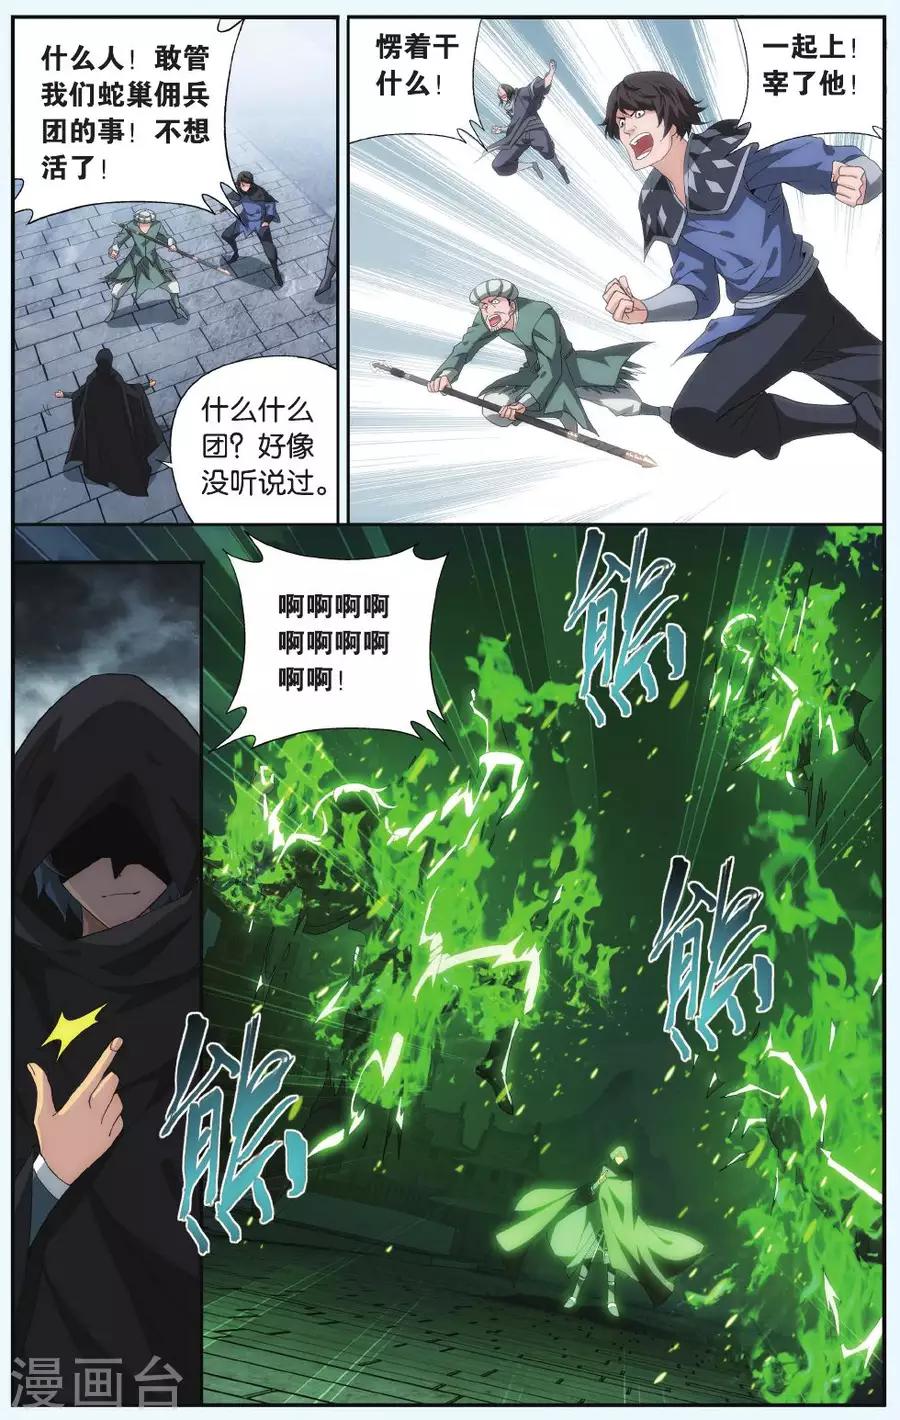 什么人！敢管
我们蛇巢佣兵
团的事！不想
活了！
什么什么
团？好像
没听说过。
愣着干
什么！
一起上！
宰了他！
啊啊啊啊
啊啊啊啊
啊啊！
熊
熊
熊
漫画台